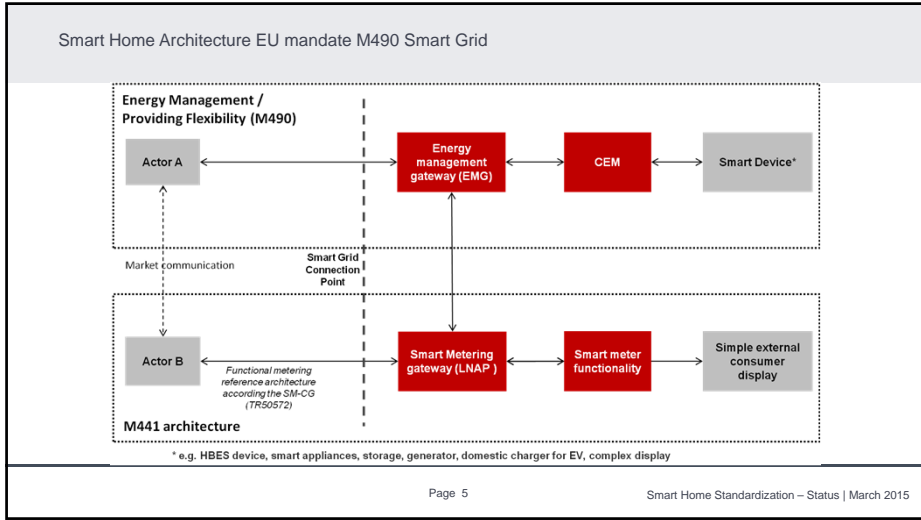 Smart Home Architecture EU mandate M490 Smart Grid
Energy Management /
Providing Flexibility (M490)
Actor A
Energy
management
gateway (EMG)
CEM
Smart Device*
Market communication
Smart Grid
Connection
Point
Actor B
Functional metering
reference architecture
according the SM-CG
(TR50572)
Smart Metering
gateway (LNAP )
Smart meter
functionality
Simple external
consumer
display
M441 architecture
* e.g. HBES device, smart appliances, storage, generator, domestic charger for EV, complex display
Page 5
Smart Home Standardization – Status | March 2015